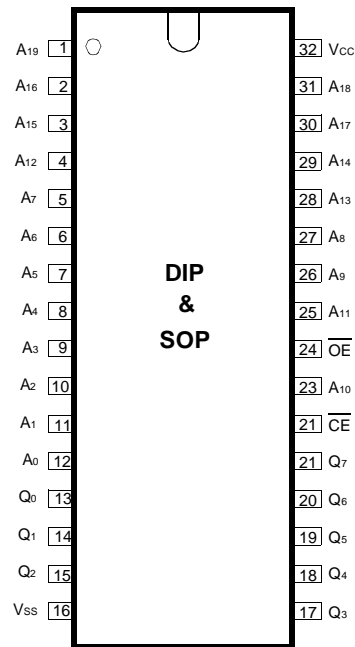 A19 1 32 VCC
A16 2 31 A18
A15 3 30 A17
A12 4 29 A14
A7 5 28 A13
A6 6 27 A8
A5 7 26 A9
A4 8 25 A11
A3 9 24 OE
A2 10 23 A10
A1 11 21 CE
A0 12 21 Q7
Q0 13 20 Q6
Q1 14 19 Q5
Q2 15 18 Q4
VSS 16 17 Q3
DIP
&
SOP